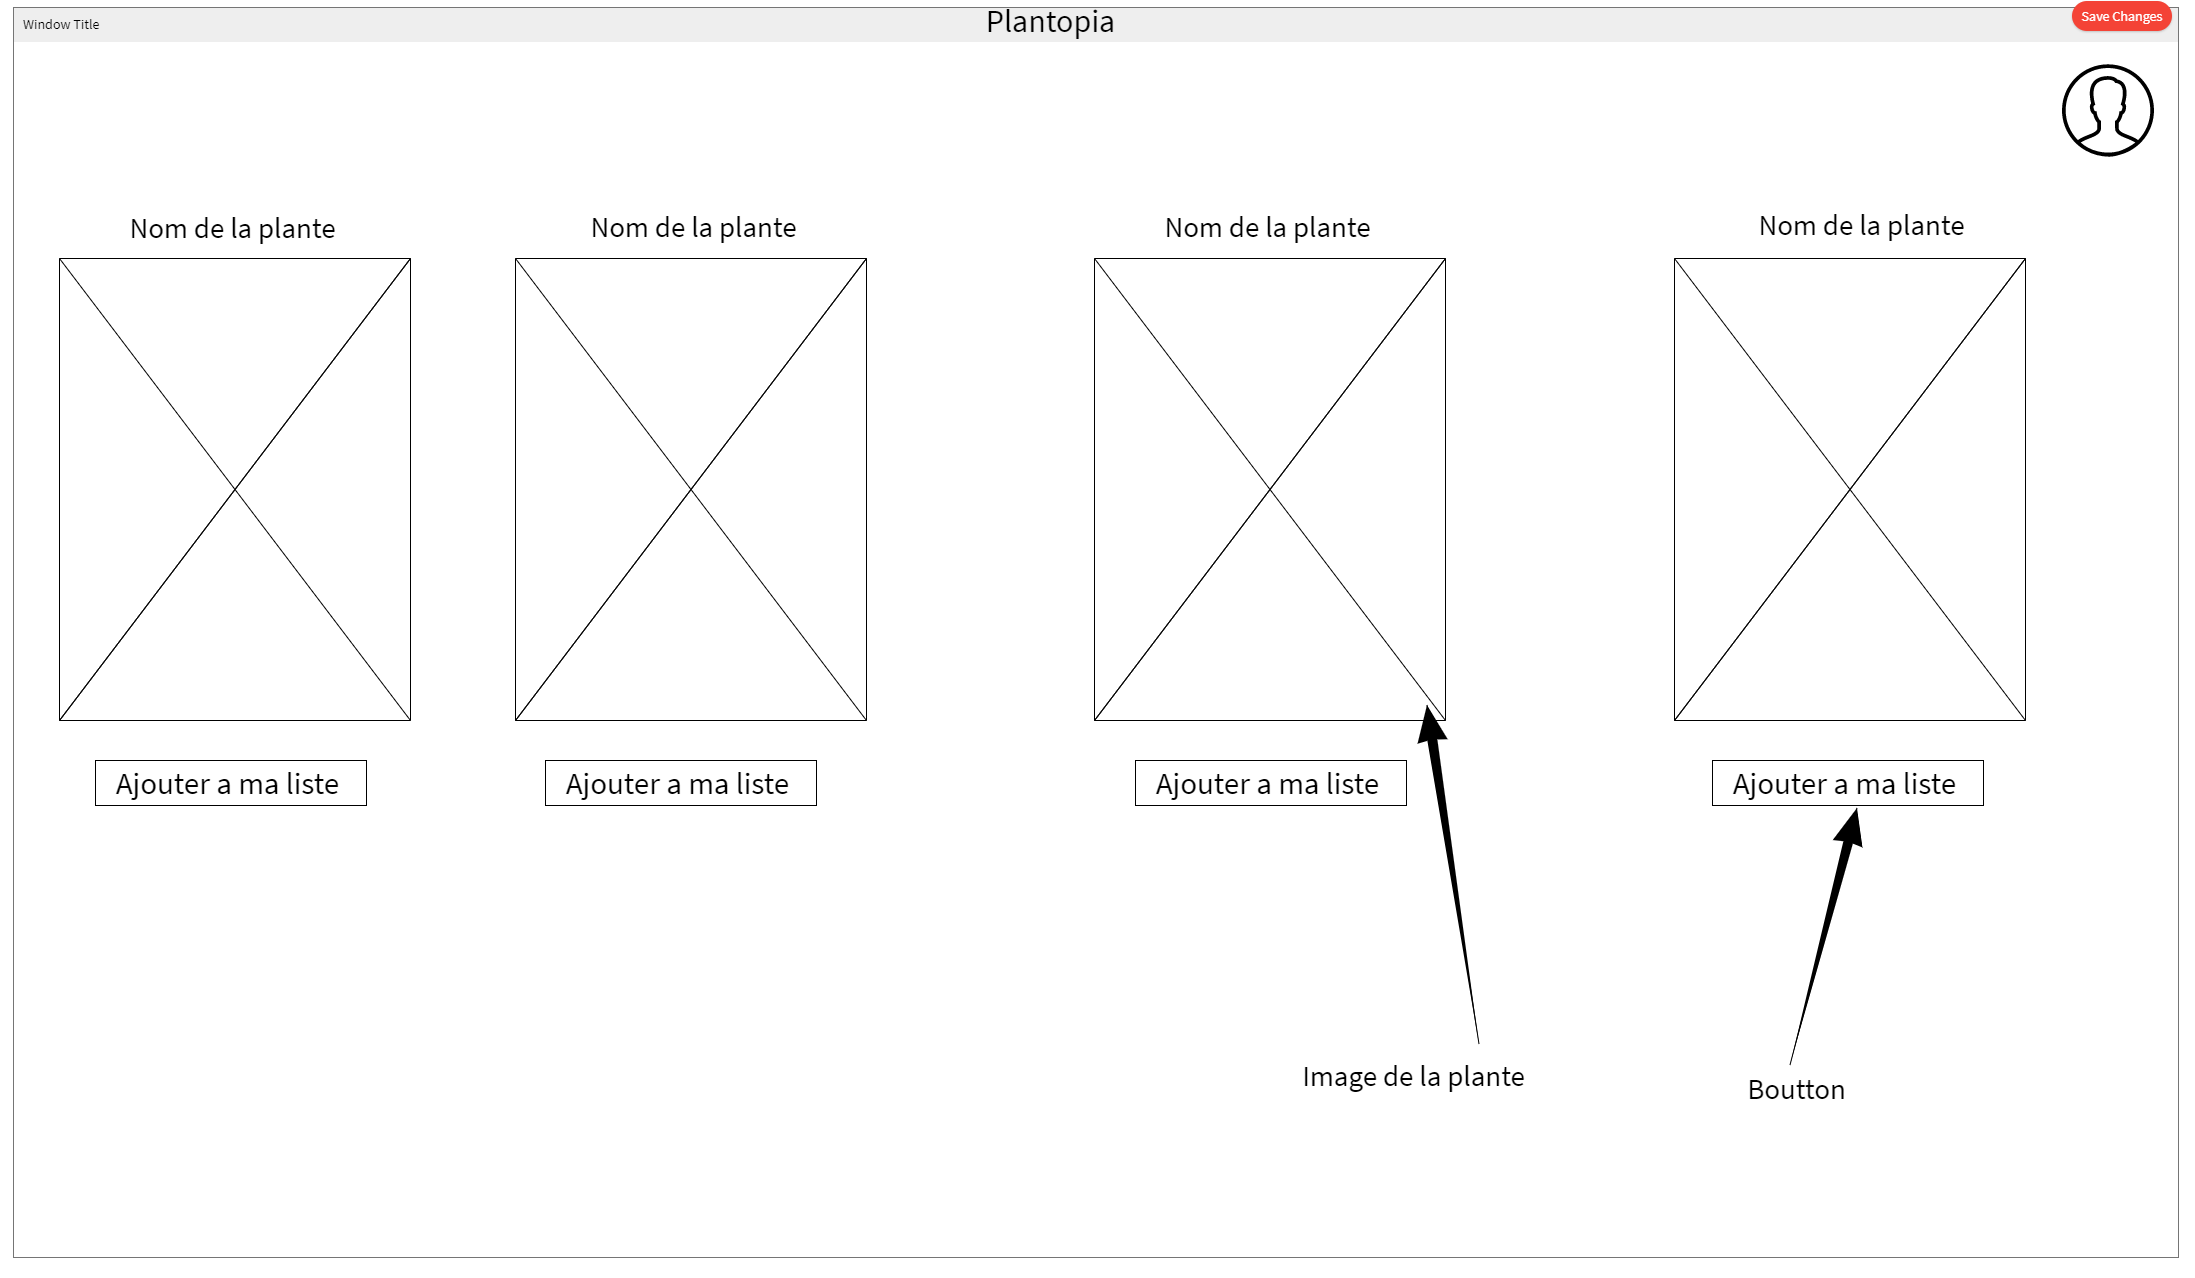 Window Title
Plantopia
Save Changes
Nom de la plante
Nom de la plante
Nom de la plante
Nom de la plante
Ajouter a ma liste
Ajouter a ma liste
Ajouter a ma liste
Ajouter a ma liste
Image de la plante
Boutton